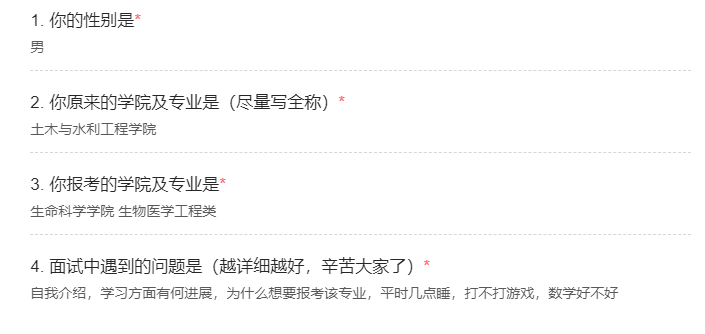 1. 你的性别是*
男
2. 你原来的学院及专业是（尽量写全称）*
土木与水利工程学院
3. 你报考的学院及专业是*
生命科学学院 生物医学工程类
4. 面试中遇到的问题是（越详细越好，辛苦大家了）*
自我介绍，学习方面有何进展，为什么想要报考该专业，平时几点睡，打不打游戏，数学好不好